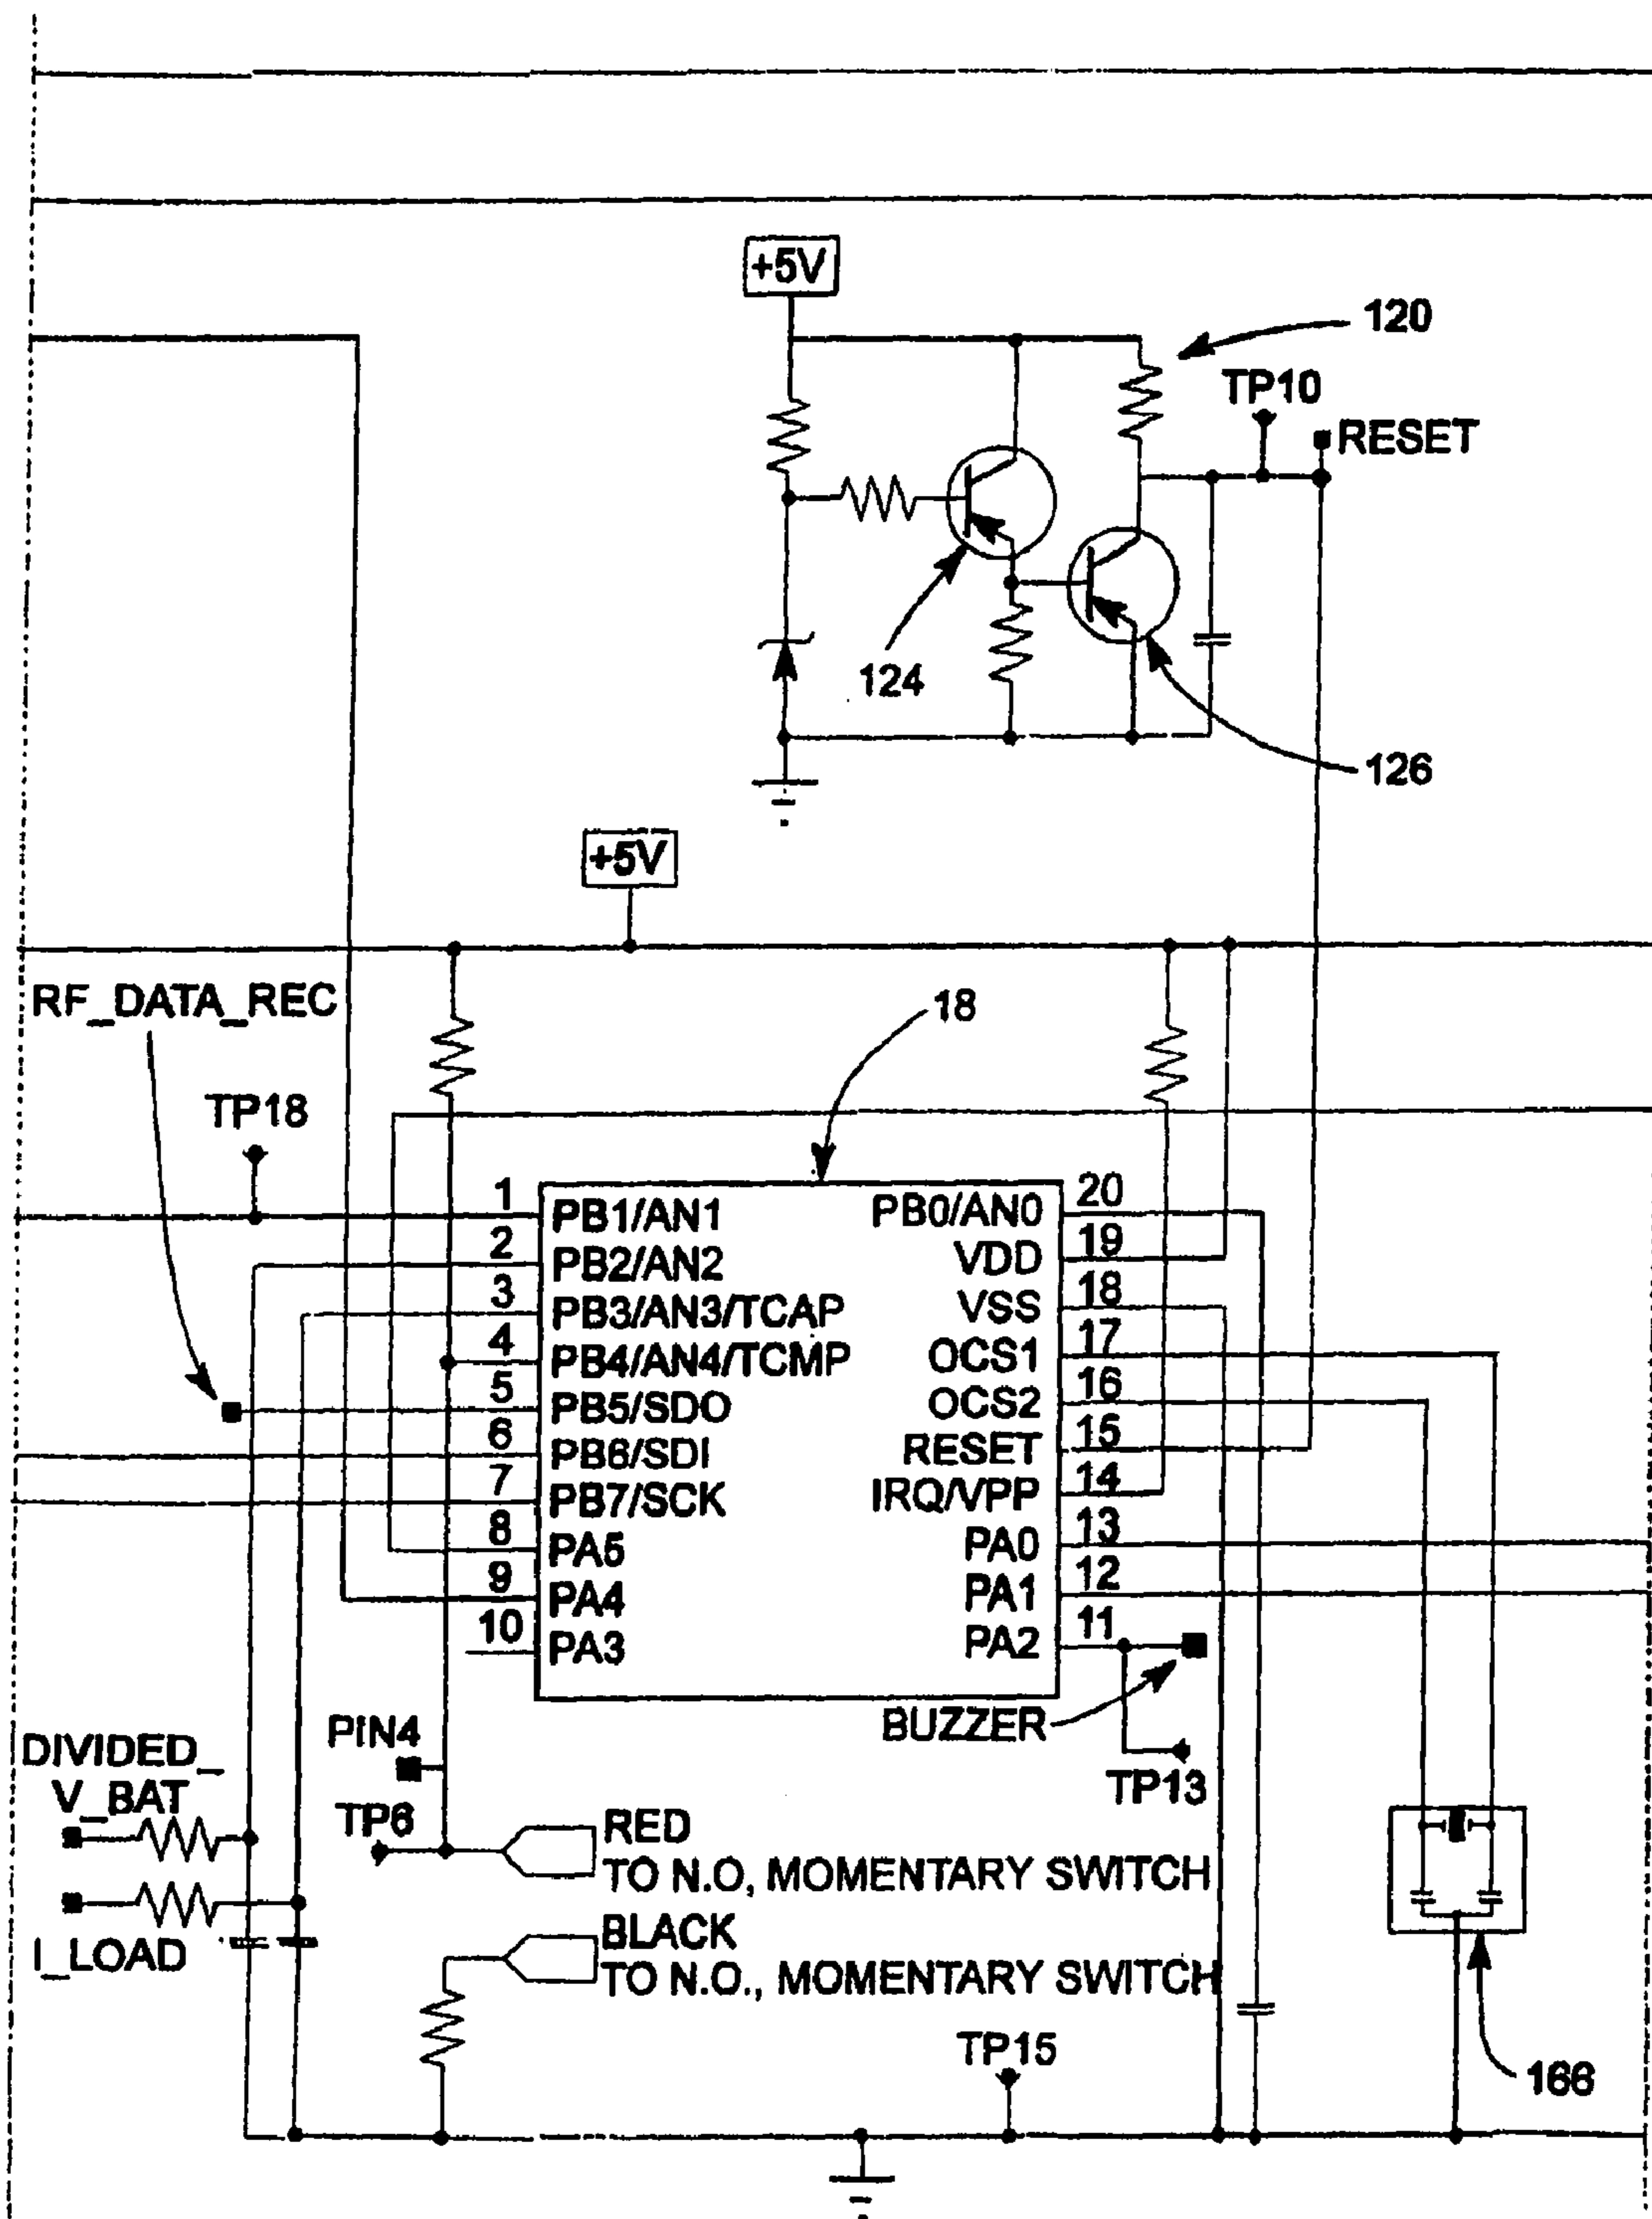 +5V
120
TP10
RESET
124
126
+5V
RF_DATA_REC
18
TP18
1 PB1/AN1
2 PB2/AN2
3 PB3/AN3/TCAP
4 PB4/AN4/TCMP
5 PB5/SDO
6 PB6/SDI
7 PB7/SCK
8 PA5
9 PA4
10 PA3
PB0/AN0 20
VDD 19
VSS 18
OCS1 17
OCS2 16
RESET 15
IRQ/VPP 14
PA0 13
PA1 12
PA2 11
BUZZER
TP13
PIN4
DIVIDED_
V_BAT
TP6
RED
TO N.O, MOMENTARY SWITCH
I_LOAD
BLACK
TO N.O., MOMENTARY SWITCH
TP15
166